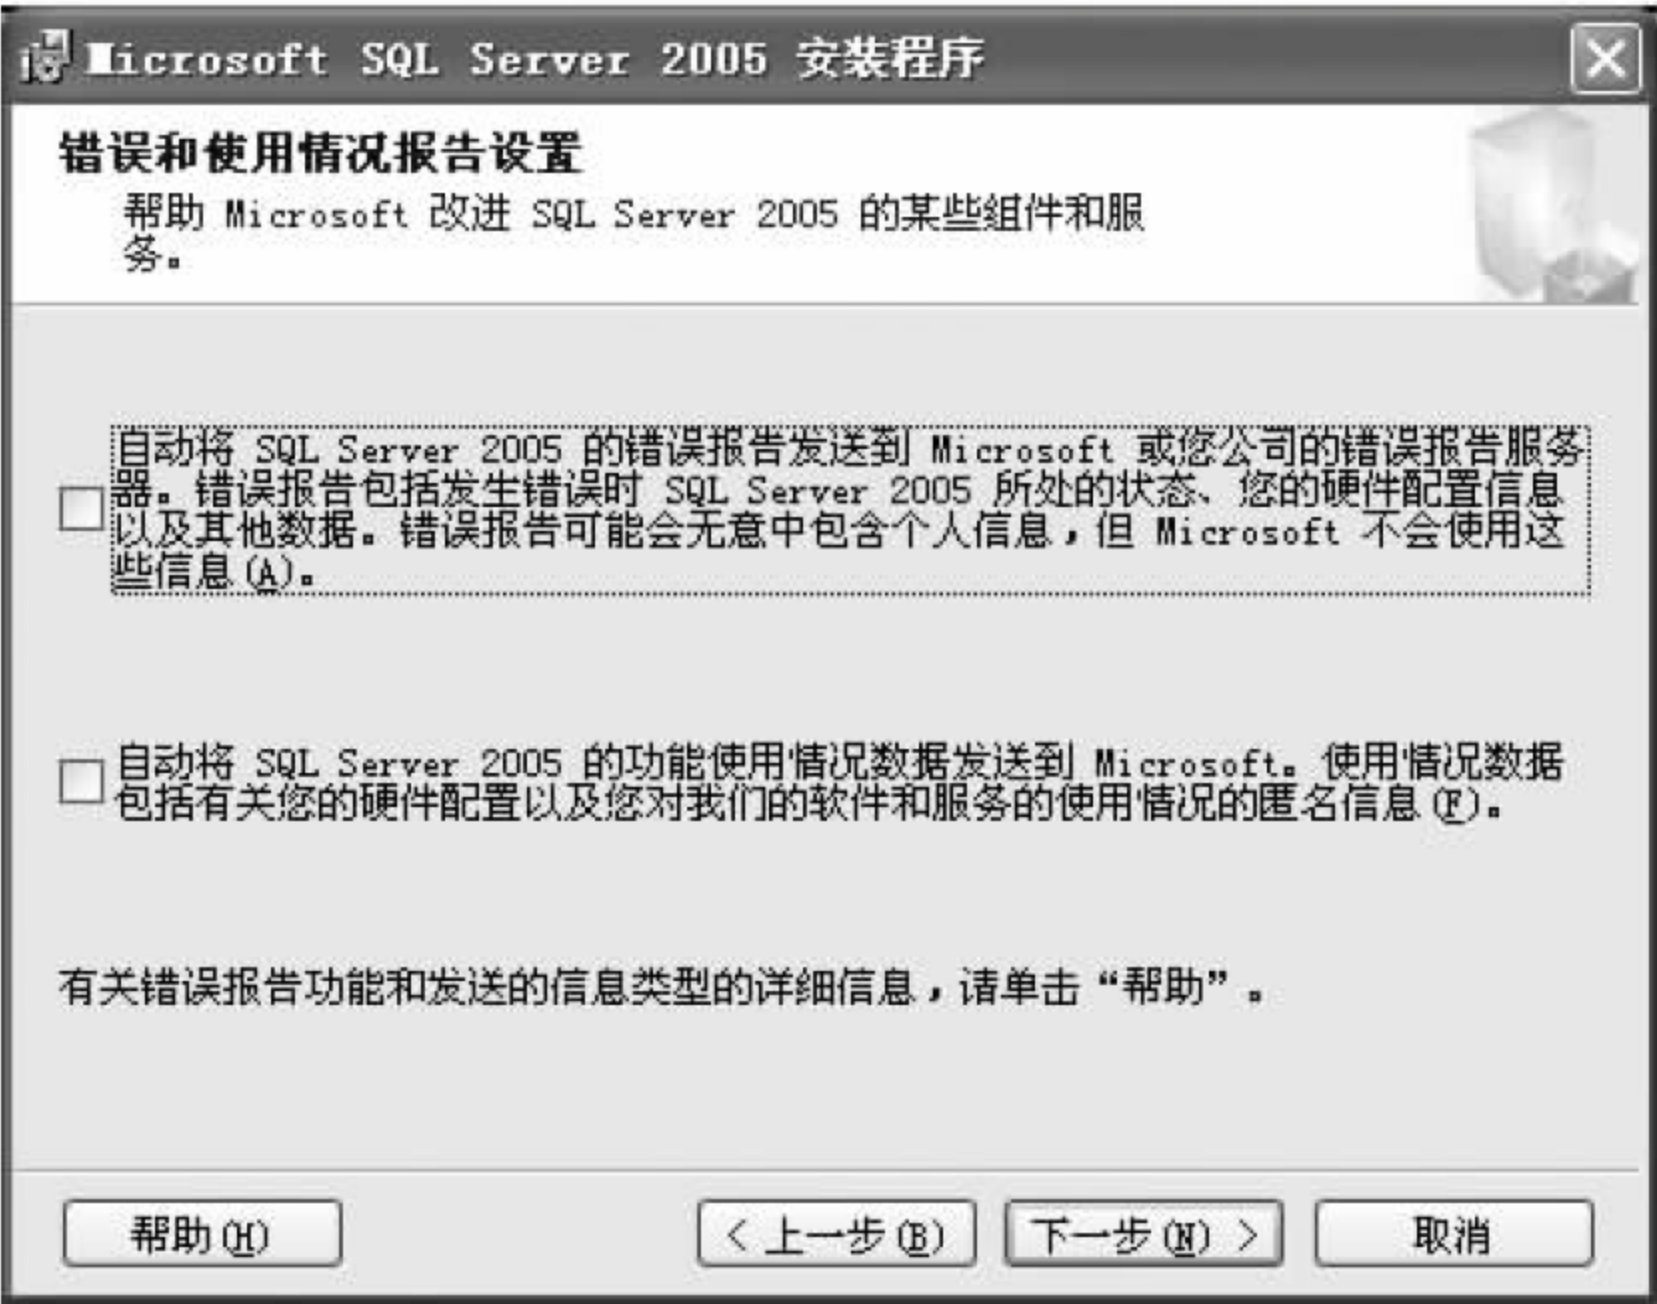 Microsoft SQL Server 2005 安装程序
错误和使用情况报告设置
帮助 Microsoft 改进 SQL Server 2005 的某些组件和服
务。
自动将 SQL Server 2005 的错误报告发送到 Microsoft 或您公司的错误报告服务
器。错误报告包括发生错误时 SQL Server 2005 所处的状态、您的硬件配置信息
以及其他数据。错误报告可能会无意中包含个人信息，但 Microsoft 不会使用这
些信息(A)。
自动将 SQL Server 2005 的功能使用情况数据发送到 Microsoft。使用情况数据
包括有关您的硬件配置以及您对我们的软件和服务的使用情况的匿名信息(F)。
有关错误报告功能和发送的信息类型的详细信息，请单击“帮助”。
帮助(H)
< 上一步(B)
下一步(N) >
取消